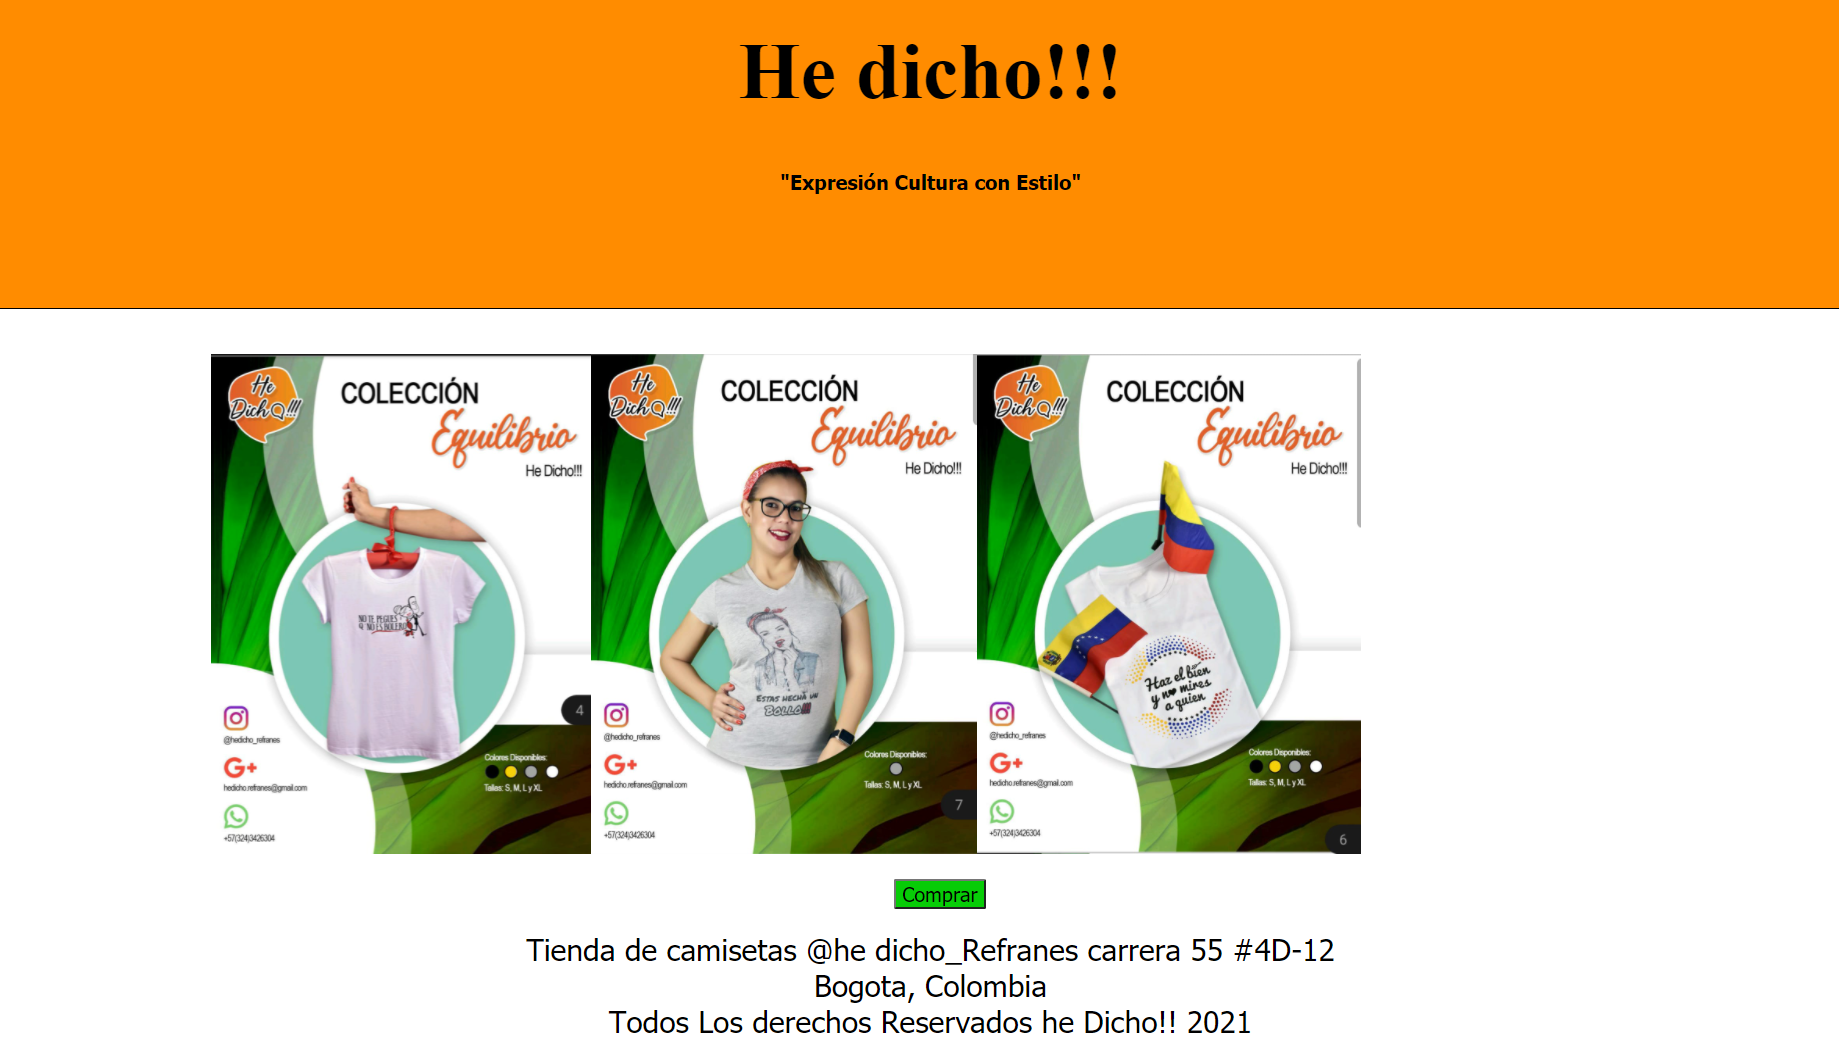 He dicho!!!
"Expresión Cultura con Estilo"
He
Dicho!!!
COLECCIÓN
Equilibrio
He Dicho!!!
NO TE PEGUES
Q' NO ES BOLERO
4
@hedicho_refranes
G+
hedicho.refranes@gmail.com
+57(324)3426304
Colores Disponibles:
Tallas: S, M, L y XL
He
Dicho!!!
COLECCIÓN
Equilibrio
He Dicho!!!
ESTAS HECHA UN
BOLLO!!!
@hedicho_refranes
G+
hedicho.refranes@gmail.com
+57(324)3426304
Colores Disponibles:
Tallas: S, M, L y XL
7
He
Dicho!!!
COLECCIÓN
Equilibrio
He Dicho!!!
Haz el bien
y no mires
a quien
@hedicho_refranes
G+
hedicho.refranes@gmail.com
+57(324)3426304
Colores Disponibles:
Tallas: S, M, L y XL
6
Comprar
Tienda de camisetas @he dicho_Refranes carrera 55 #4D-12
Bogota, Colombia
Todos Los derechos Reservados he Dicho!! 2021